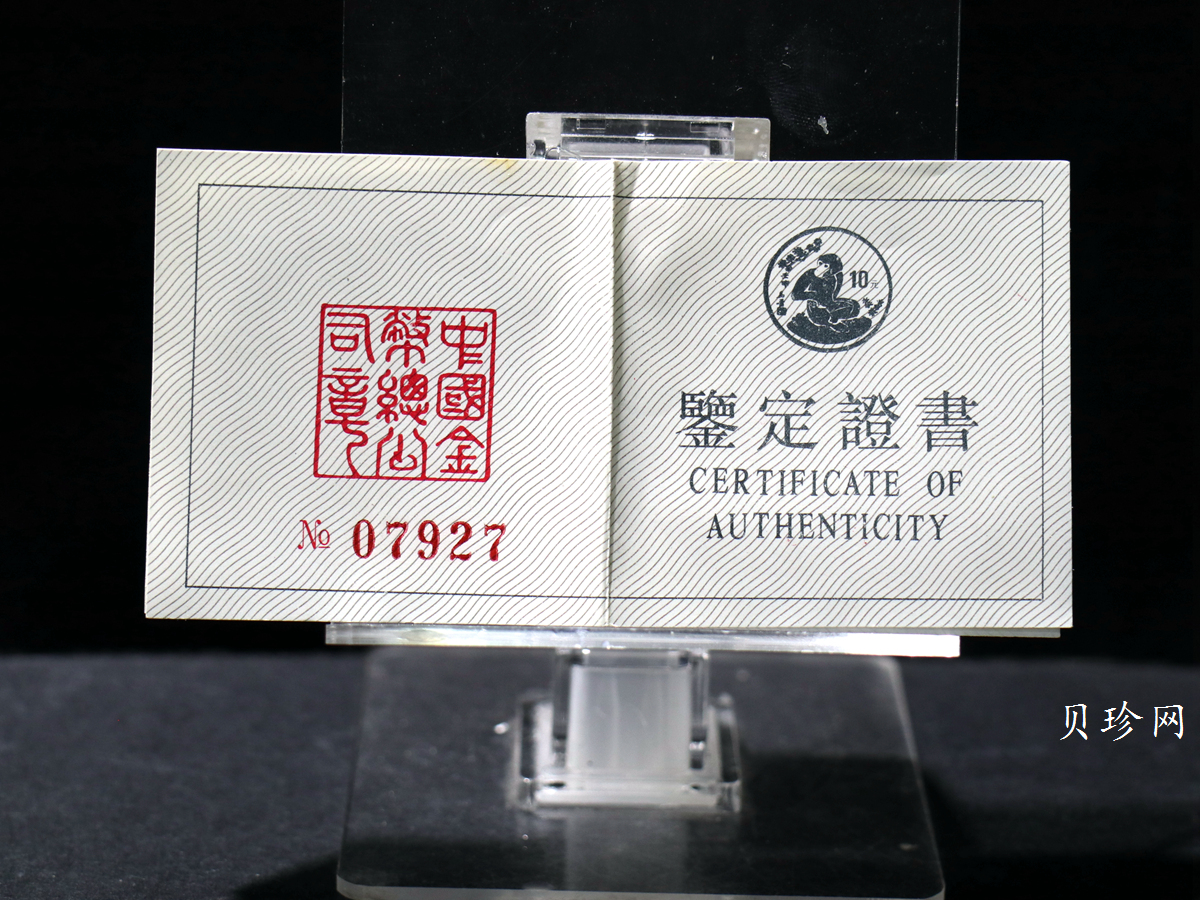 中國金
幣總公
司章
№ 07927
10元
鑒定證書
CERTIFICATE OF
AUTHENTICITY
贝珍网